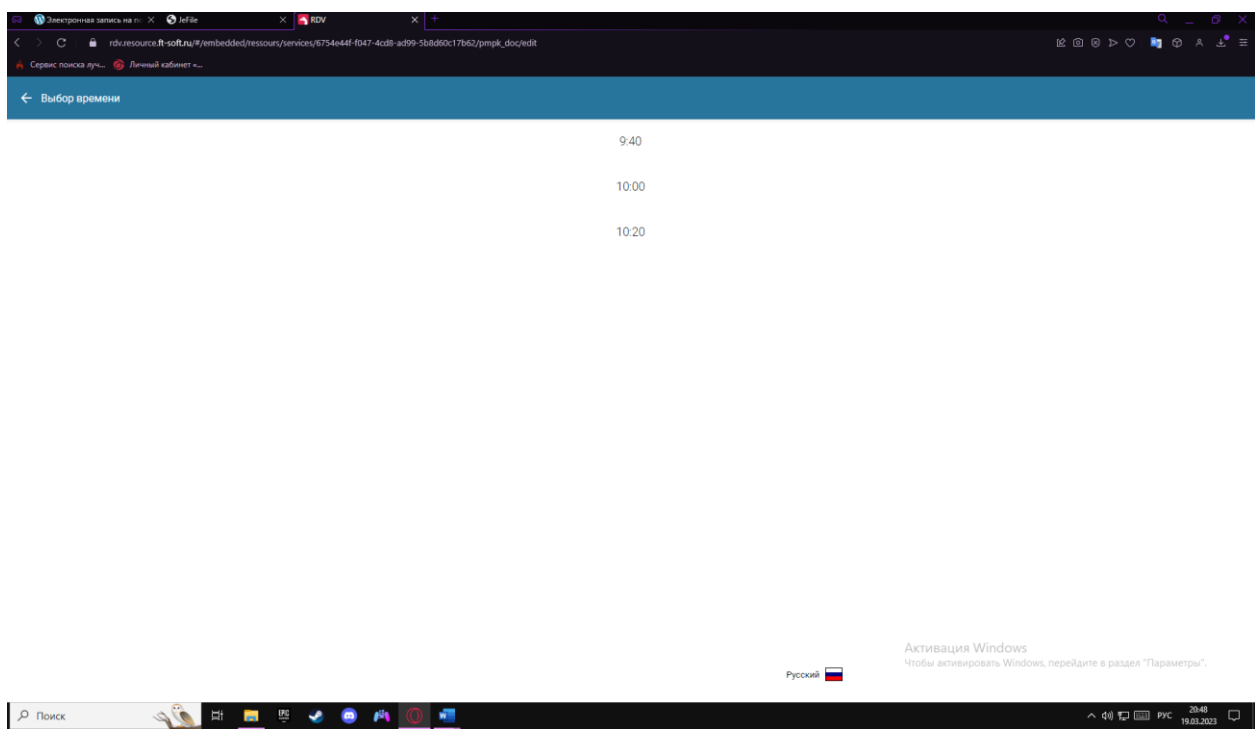 Электронная запись на по
JeFile
RDV
rdv.resource.ft-soft.ru/#/embedded/ressours/services/6754e44f-f047-4cd8-ad99-5b8d60c17b62/pmpk_doc/edit
Сервис поиска луч...
Личный кабинет «...
Выбор времени
9:40
10:00
10:20
Активация Windows
Чтобы активировать Windows, перейдите в раздел "Параметры".
Русский
Поиск
EPIC
РУС
20:48
19.03.2023